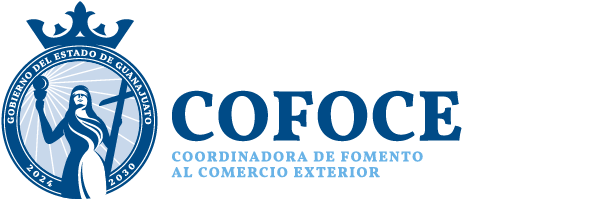 GOBIERNO DEL ESTADO DE GUANAJUATO
2024
2030
COFOCE
COORDINADORA DE FOMENTO
AL COMERCIO EXTERIOR